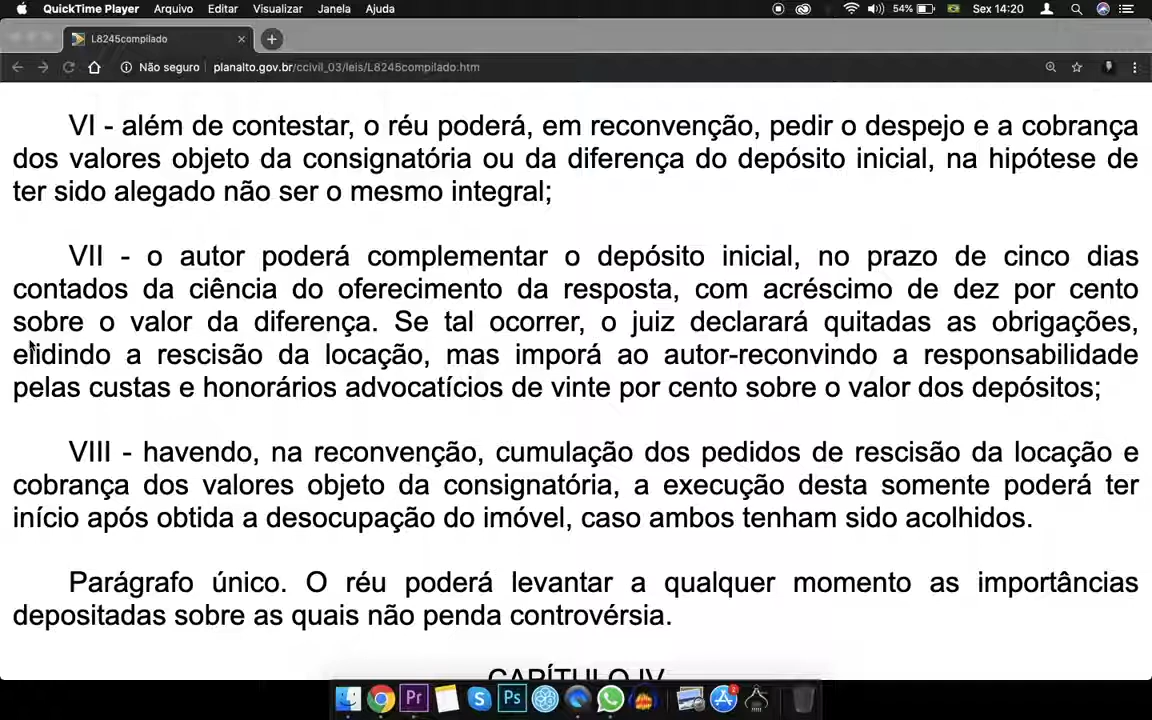 QuickTime Player Arquivo Editar Visualizar Janela Ajuda 54% Sex 14:20
L8245compilado
Não seguro planalto.gov.br/ccivil_03/leis/L8245compilado.htm
VI - além de contestar, o réu poderá, em reconvenção, pedir o despejo e a cobrança
dos valores objeto da consignatória ou da diferença do depósito inicial, na hipótese de
ter sido alegado não ser o mesmo integral;
VII - o autor poderá complementar o depósito inicial, no prazo de cinco dias
contados da ciência do oferecimento da resposta, com acréscimo de dez por cento
sobre o valor da diferença. Se tal ocorrer, o juiz declarará quitadas as obrigações,
elidindo a rescisão da locação, mas imporá ao autor-reconvindo a responsabilidade
pelas custas e honorários advocatícios de vinte por cento sobre o valor dos depósitos;
VIII - havendo, na reconvenção, cumulação dos pedidos de rescisão da locação e
cobrança dos valores objeto da consignatória, a execução desta somente poderá ter
início após obtida a desocupação do imóvel, caso ambos tenham sido acolhidos.
Parágrafo único. O réu poderá levantar a qualquer momento as importâncias
depositadas sobre as quais não penda controvérsia.
CAPÍTULO IV
Pr Ps 2